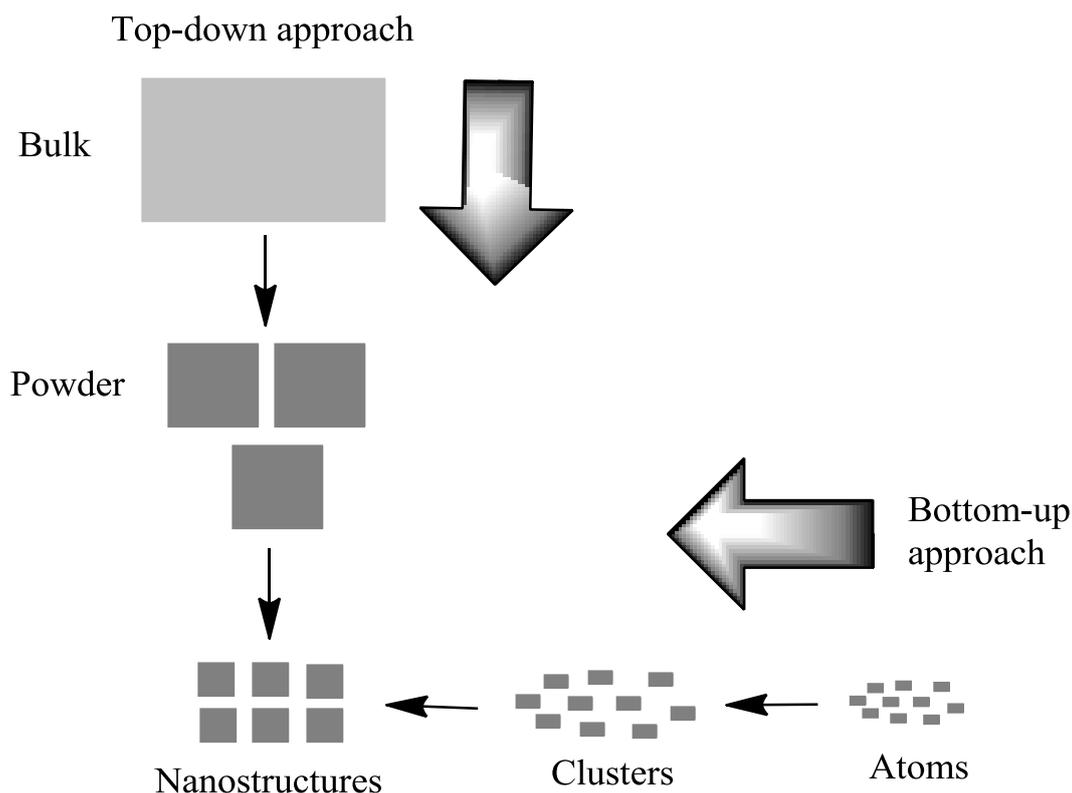 Top-down approach
Bulk
Powder
Bottom-up
approach
Nanostructures
Clusters
Atoms